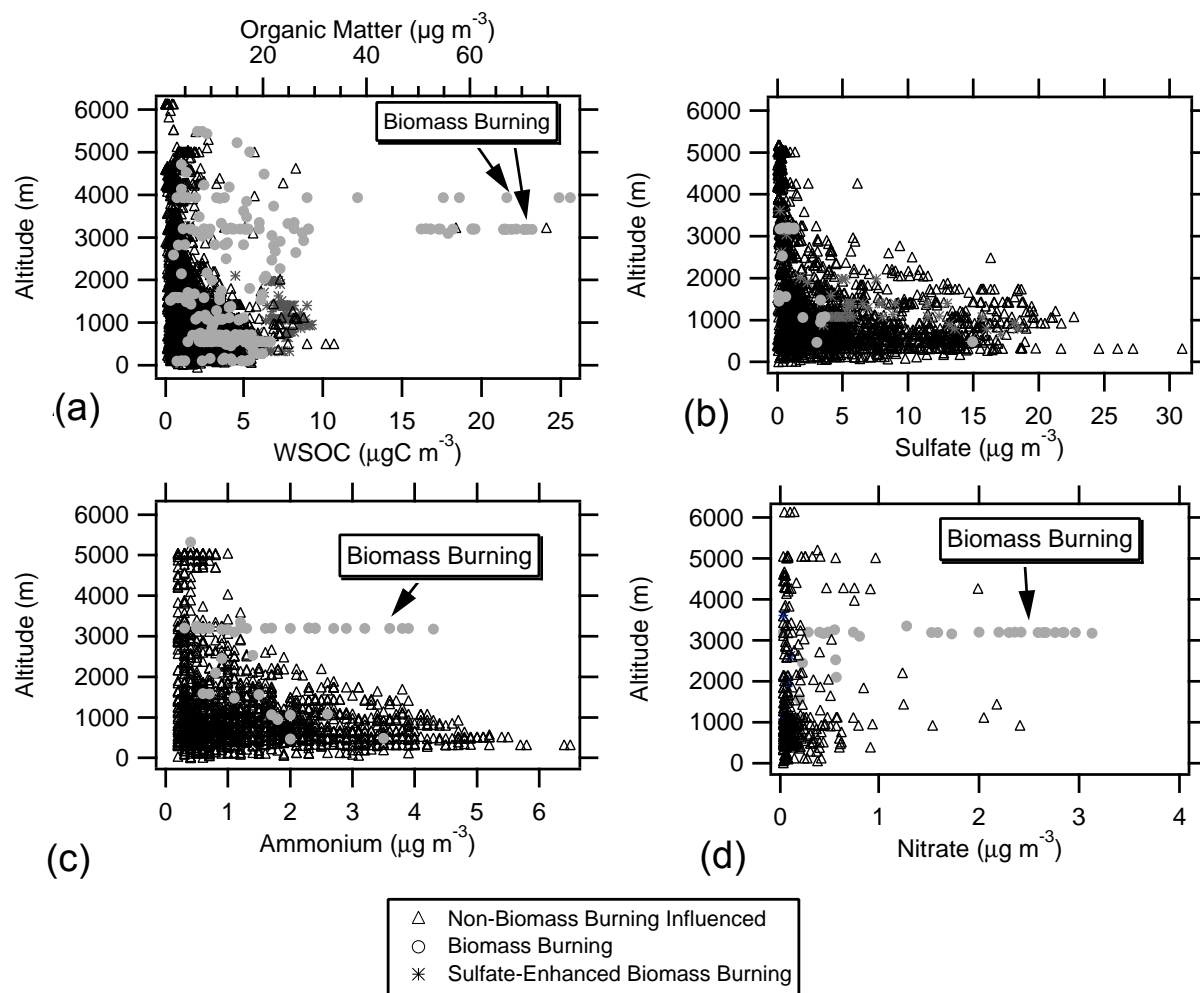 Organic Matter (μg m⁻³)
20 40 60
Biomass Burning
6000
5000
4000
3000
2000
1000
0
Altitude (m)
0 5 10 15 20 25
WSOC (μgC m⁻³)
(a)
6000
5000
4000
3000
2000
1000
0
Altitude (m)
0 5 10 15 20 25 30
Sulfate (μg m⁻³)
(b)
Biomass Burning
6000
5000
4000
3000
2000
1000
0
Altitude (m)
0 1 2 3 4 5 6
Ammonium (μg m⁻³)
(c)
Biomass Burning
6000
5000
4000
3000
2000
1000
0
Altitude (m)
0 1 2 3 4
Nitrate (μg m⁻³)
(d)
Non-Biomass Burning Influenced
Biomass Burning
Sulfate-Enhanced Biomass Burning